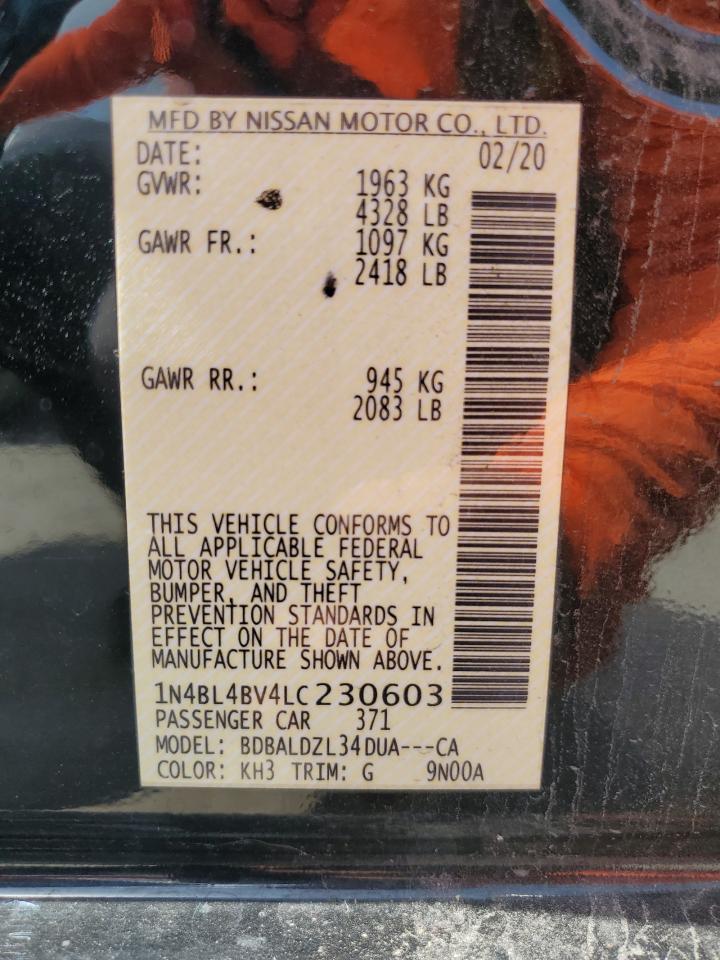 MFD BY NISSAN MOTOR CO., LTD.
DATE: 02/20
GVWR: 1963 KG
4328 LB
GAWR FR.: 1097 KG
2418 LB
GAWR RR.: 945 KG
2083 LB
THIS VEHICLE CONFORMS TO
ALL APPLICABLE FEDERAL
MOTOR VEHICLE SAFETY,
BUMPER, AND THEFT
PREVENTION STANDARDS IN
EFFECT ON THE DATE OF
MANUFACTURE SHOWN ABOVE.
1N4BL4BV4LC230603
PASSENGER CAR 371
MODEL: BDBALDZL34DUA---CA
COLOR: KH3 TRIM: G 9N00A